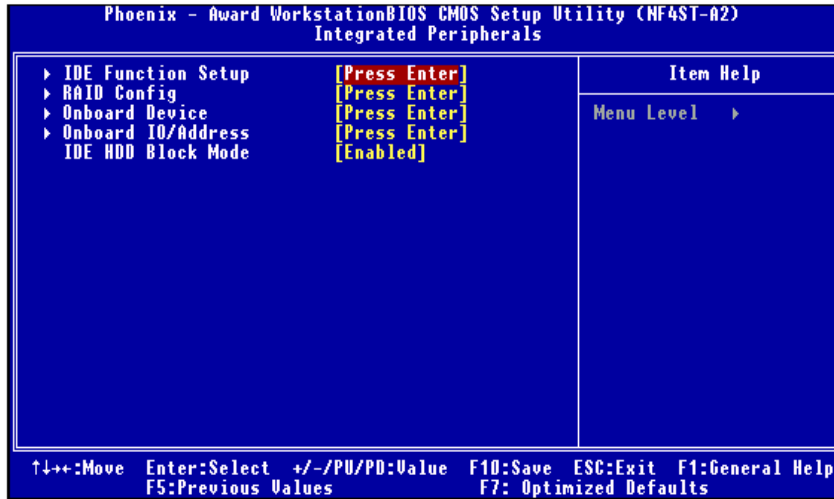 Phoenix - Award WorkstationBIOS CMOS Setup Utility (NF4ST-A2)
Integrated Peripherals
▸ IDE Function Setup [Press Enter]
▸ RAID Config [Press Enter]
▸ Onboard Device [Press Enter]
▸ Onboard IO/Address [Press Enter]
IDE HDD Block Mode [Enabled]
Item Help
Menu Level ▸
↑↓→←:Move Enter:Select +/-/PU/PD:Value F10:Save ESC:Exit F1:General Help
F5:Previous Values F7: Optimized Defaults